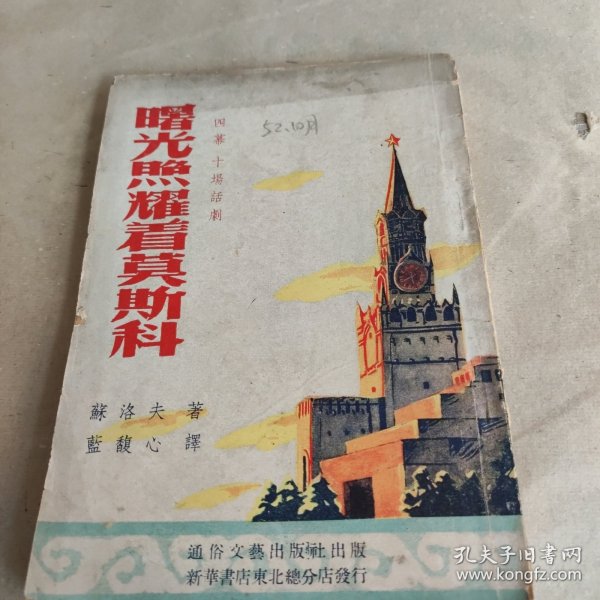 曙光照耀着莫斯科
四幕十場話劇
52.10月
蘇洛夫 著
藍馥心 譯
通俗文藝出版社出版
新華書店東北總分店發行
孔夫子旧书网
www.kongfz.com